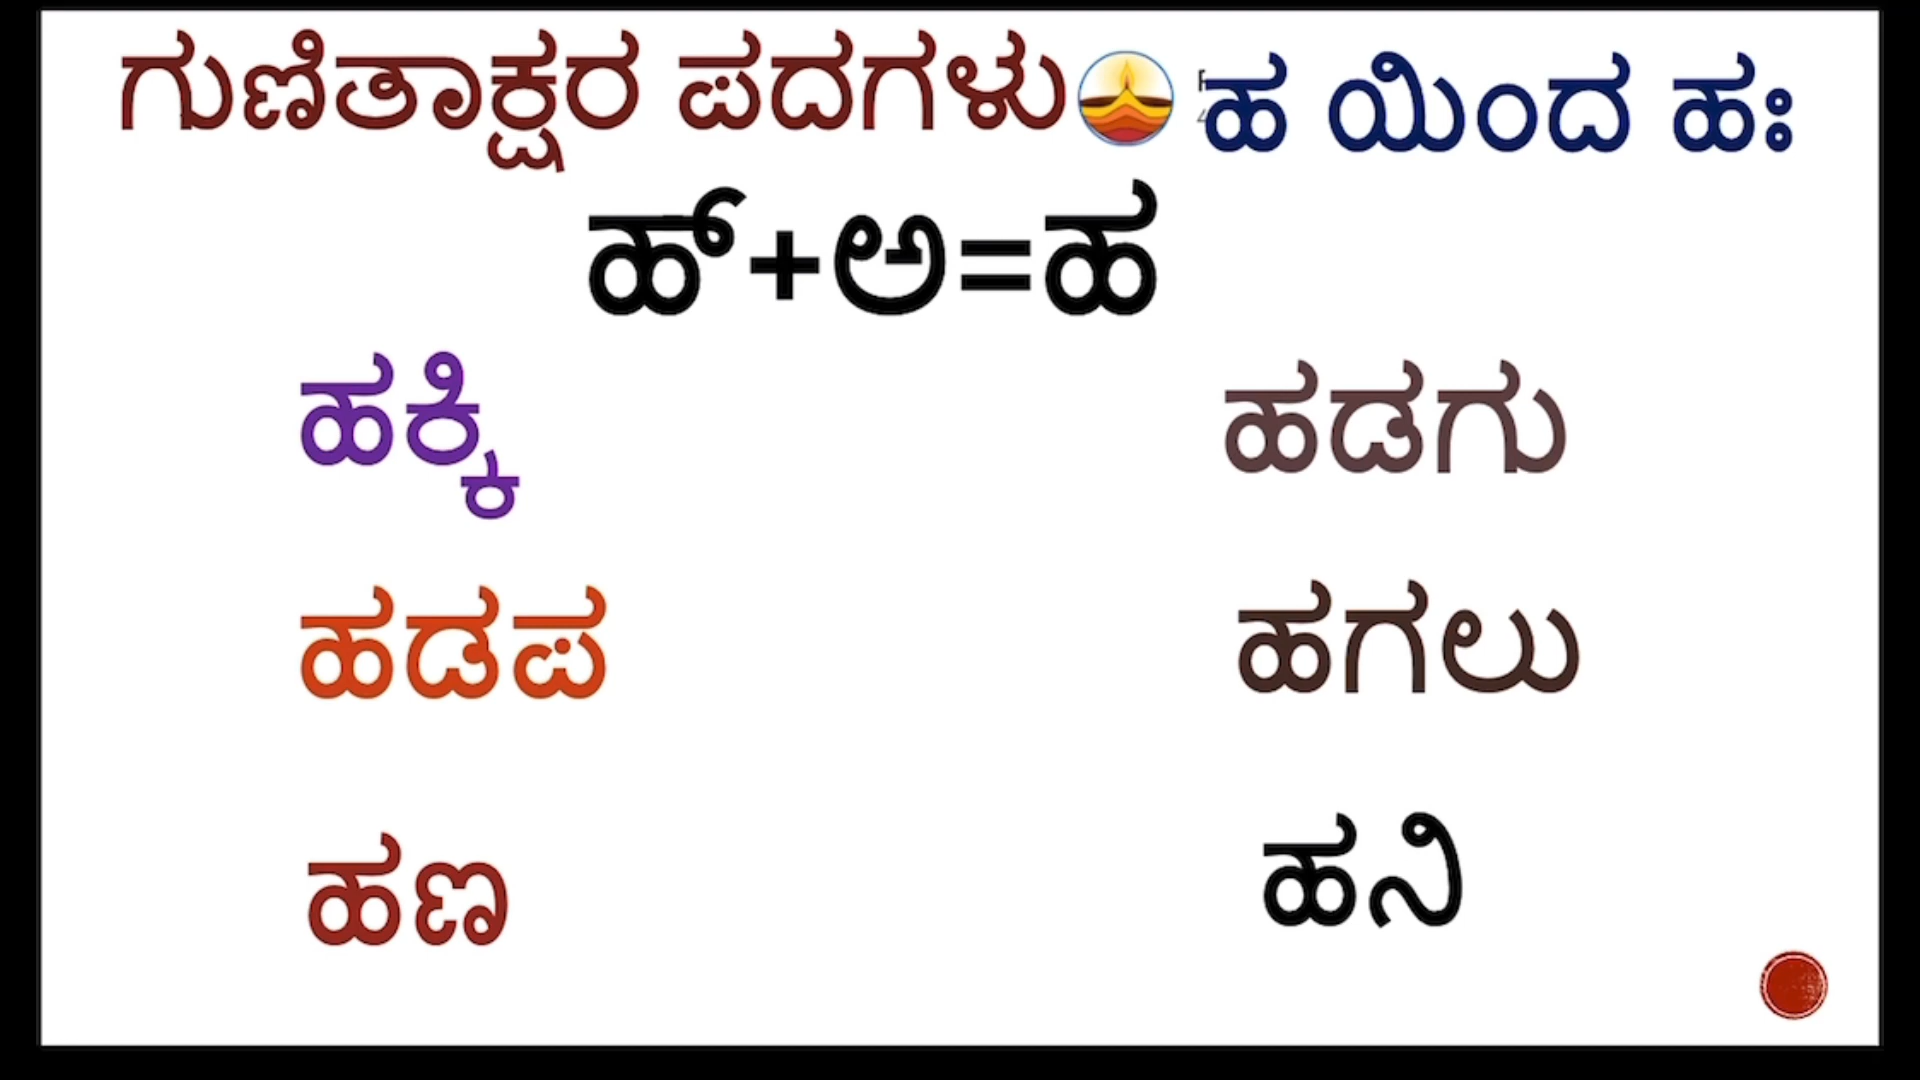 ಗುಣಿತಾಕ್ಷರ ಪದಗಳು ಹ ಯಿಂದ ಹಃ
ಹ್+ಅ=ಹ
ಹಕ್ಕಿ ಹಡಗು
ಹಡಪ ಹಗಲು
ಹಣ ಹನಿ